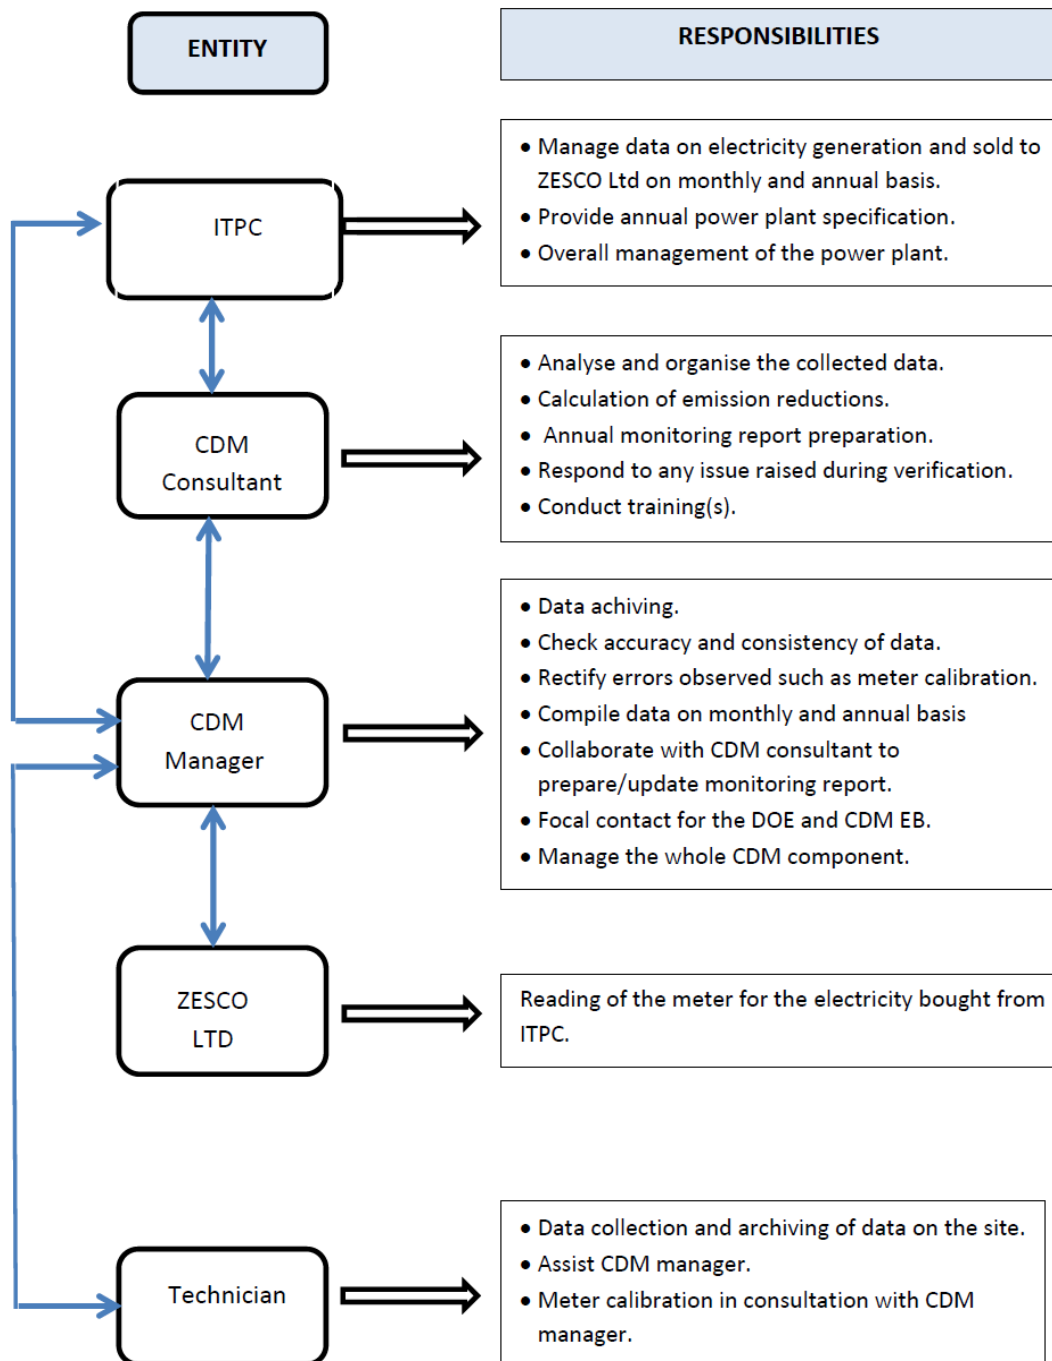 ENTITY
RESPONSIBILITIES
ITPC
• Manage data on electricity generation and sold to
ZESCO Ltd on monthly and annual basis.
• Provide annual power plant specification.
• Overall management of the power plant.
CDM
Consultant
• Analyse and organise the collected data.
• Calculation of emission reductions.
• Annual monitoring report preparation.
• Respond to any issue raised during verification.
• Conduct training(s).
CDM
Manager
• Data achiving.
• Check accuracy and consistency of data.
• Rectify errors observed such as meter calibration.
• Compile data on monthly and annual basis
• Collaborate with CDM consultant to
prepare/update monitoring report.
• Focal contact for the DOE and CDM EB.
• Manage the whole CDM component.
ZESCO
LTD
Reading of the meter for the electricity bought from
ITPC.
Technician
• Data collection and archiving of data on the site.
• Assist CDM manager.
• Meter calibration in consultation with CDM
manager.